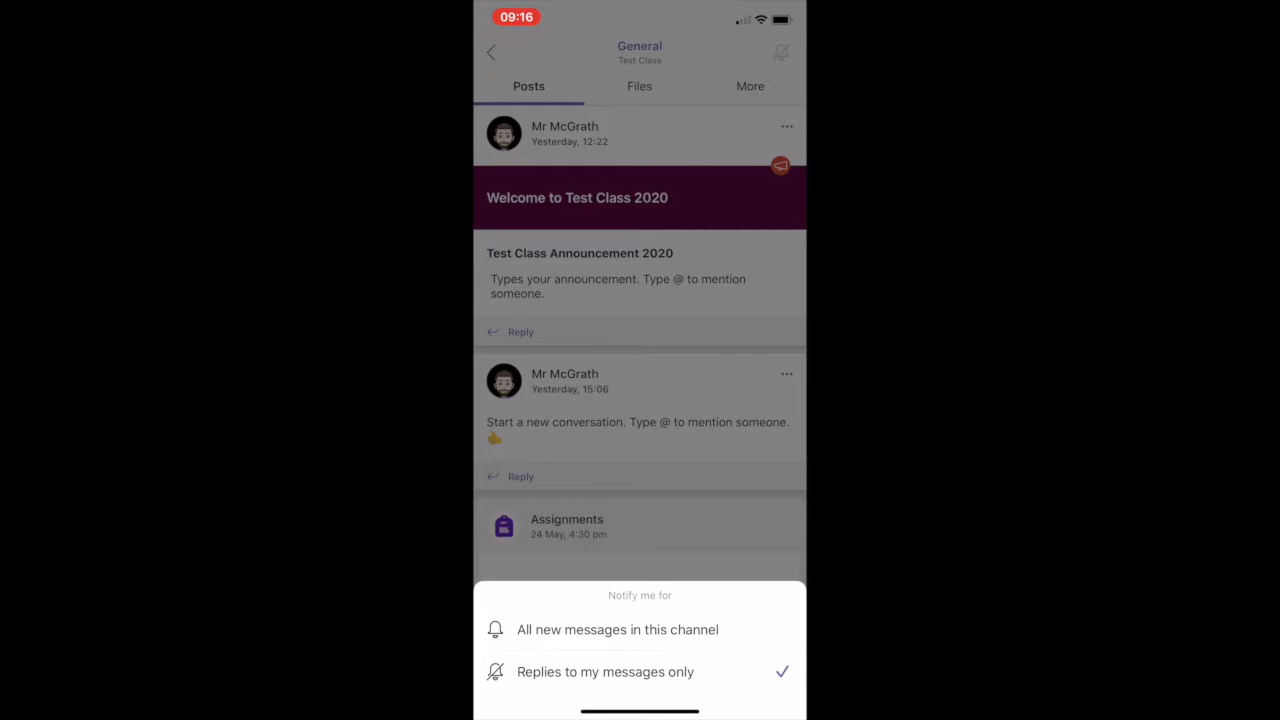 09:16
General
Test Class
Posts Files More
Mr McGrath
Yesterday, 12:22
Welcome to Test Class 2020
Test Class Announcement 2020
Types your announcement. Type @ to mention
someone.
Reply
Mr McGrath
Yesterday, 15:06
Start a new conversation. Type @ to mention someone.
👍
Reply
Assignments
24 May, 4:30 pm
Notify me for
All new messages in this channel
Replies to my messages only